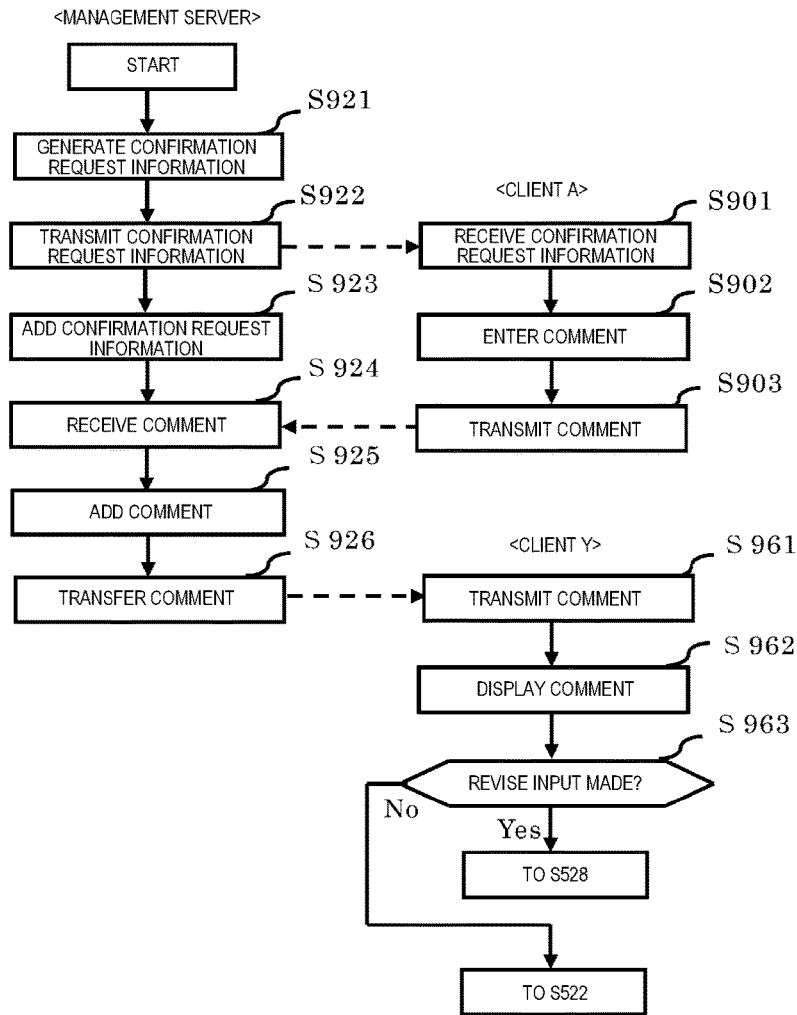 <MANAGEMENT SERVER>
START
S921
GENERATE CONFIRMATION
REQUEST INFORMATION
S922
TRANSMIT CONFIRMATION
REQUEST INFORMATION
S 923
ADD CONFIRMATION REQUEST
INFORMATION
S 924
RECEIVE COMMENT
S 925
ADD COMMENT
S 926
TRANSFER COMMENT
<CLIENT A>
S901
RECEIVE CONFIRMATION
REQUEST INFORMATION
S902
ENTER COMMENT
S903
TRANSMIT COMMENT
<CLIENT Y>
S 961
TRANSMIT COMMENT
S 962
DISPLAY COMMENT
S 963
REVISE INPUT MADE?
No
Yes
TO S528
TO S522